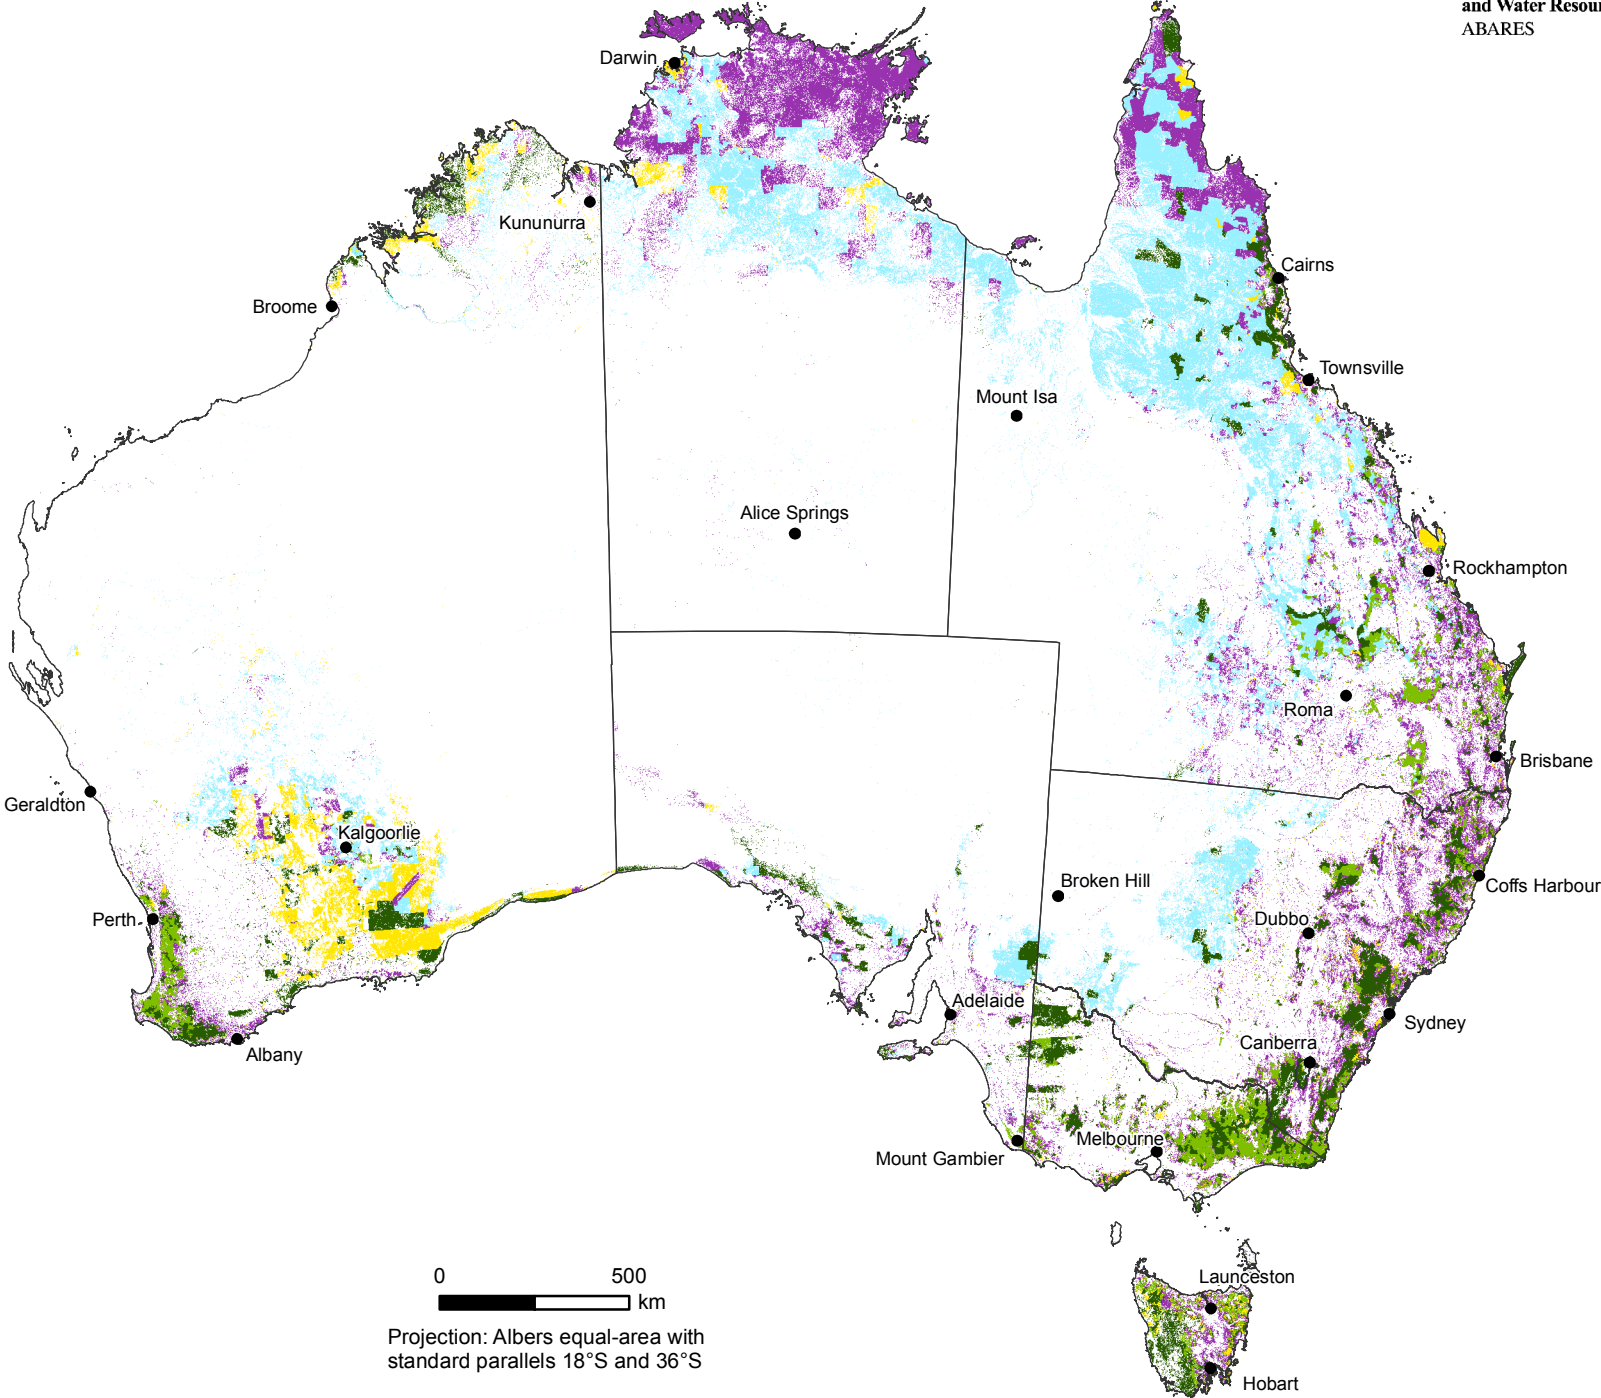 and Water Resour
ABARES
Darwin
Kununurra
Cairns
Broome
Townsville
Mount Isa
Alice Springs
Rockhampton
Roma
Brisbane
Geraldton
Kalgoorlie
Broken Hill
Coffs Harbour
Perth
Dubbo
Adelaide
Sydney
Canberra
Albany
Melbourne
Mount Gambier
0 500
km
Launceston
Projection: Albers equal-area with
standard parallels 18°S and 36°S
Hobart